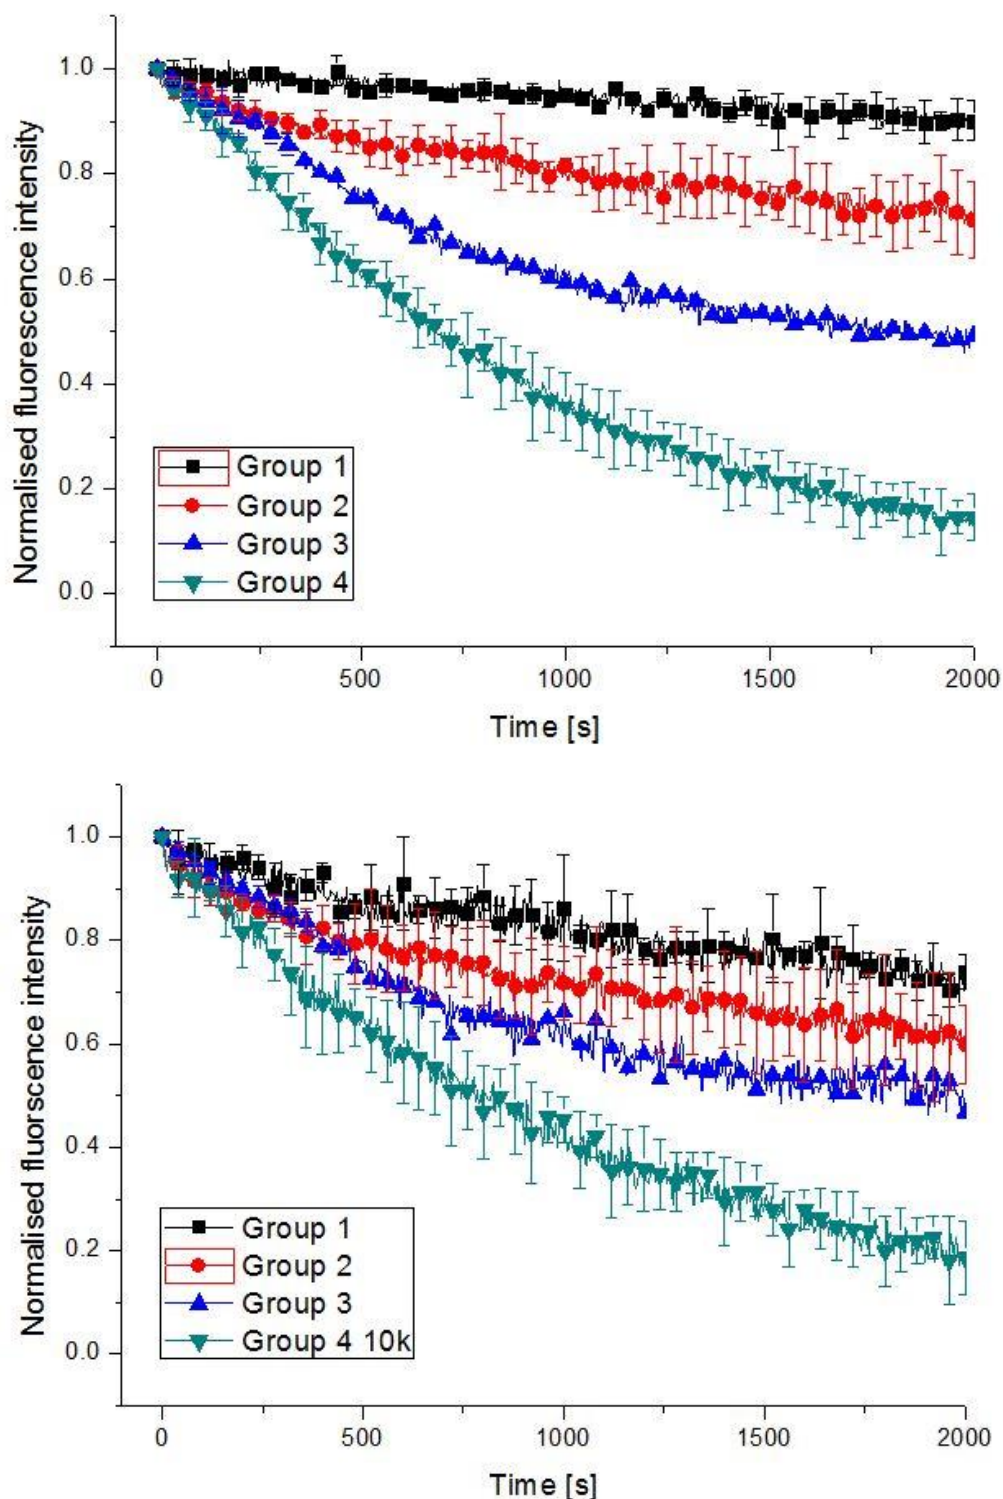 Normalised fluorescence intensity
1.0
0.8
0.6
0.4
0.2
0.0
Group 1
Group 2
Group 3
Group 4
0
500
1000
1500
2000
Time [s]
Normalised fluorscence intensity
1.0
0.8
0.6
0.4
0.2
0.0
Group 1
Group 2
Group 3
Group 4 10k
0
500
1000
1500
2000
Time [s]